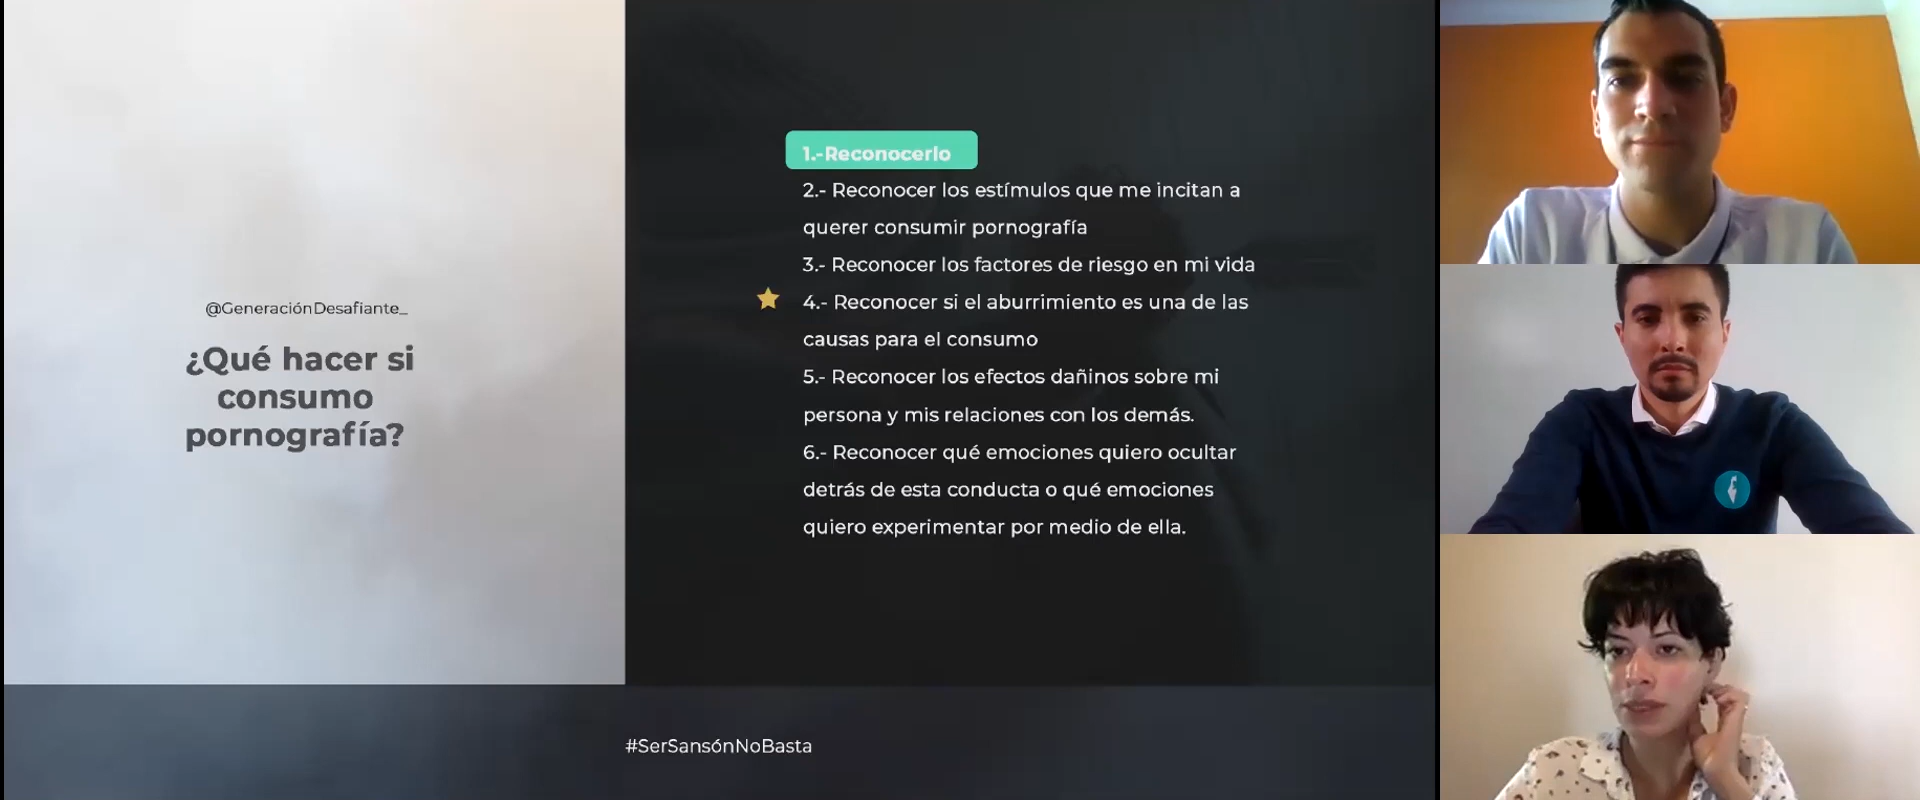 @GeneraciónDesafiante_
¿Qué hacer si
consumo
pornografía?
1.-Reconocerlo
2.- Reconocer los estímulos que me incitan a
querer consumir pornografía
3.- Reconocer los factores de riesgo en mi vida
4.- Reconocer si el aburrimiento es una de las
causas para el consumo
5.- Reconocer los efectos dañinos sobre mi
persona y mis relaciones con los demás.
6.- Reconocer qué emociones quiero ocultar
detrás de esta conducta o qué emociones
quiero experimentar por medio de ella.
#SerSansónNoBasta